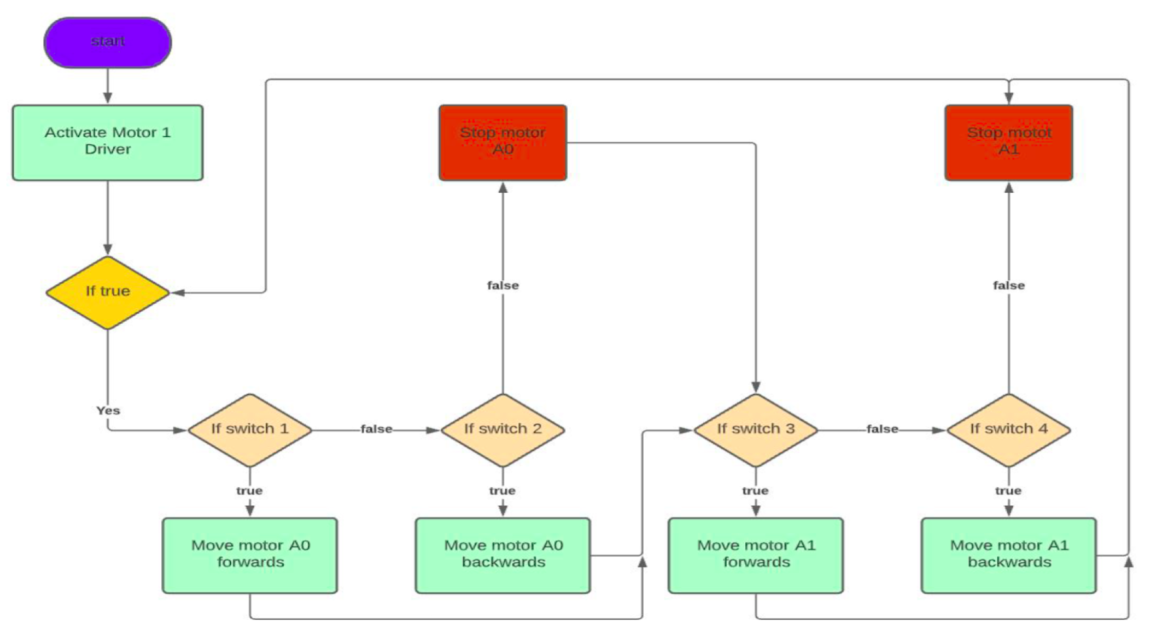 start
Activate Motor 1
Driver
Stop motor
A0
Stop motot
A1
If true
false
false
Yes
If switch 1
false
If switch 2
If switch 3
false
If switch 4
true
true
true
true
Move motor A0
forwards
Move motor A0
backwards
Move motor A1
forwards
Move motor A1
backwards